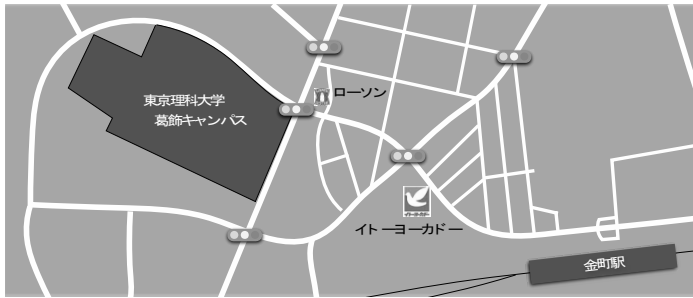 東京理科大学
葛飾キャンパス
ローソン
イトーヨーカドー
金町駅